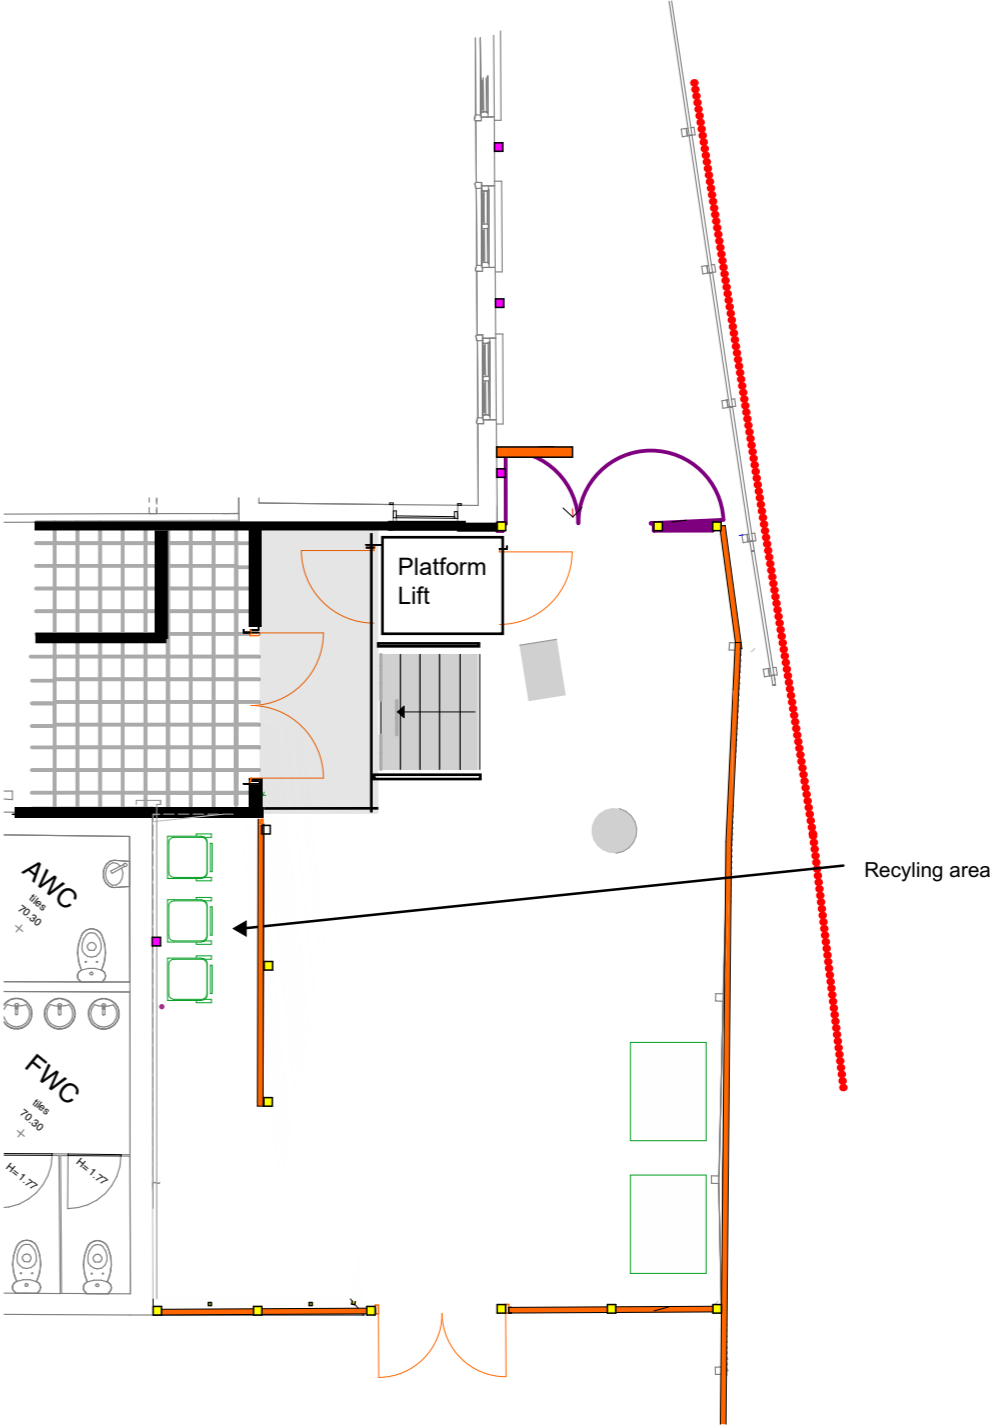 Platform
Lift
Recyling area
AWC
tiles
70.30
FWC
tiles
70.30
H=1.77
H=1.77